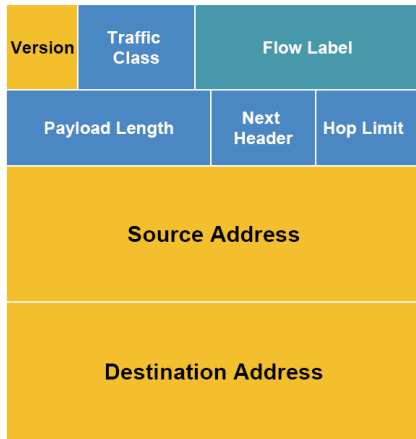 Version
Traffic
Class
Flow Label
Payload Length
Next
Header
Hop Limit
Source Address
Destination Address